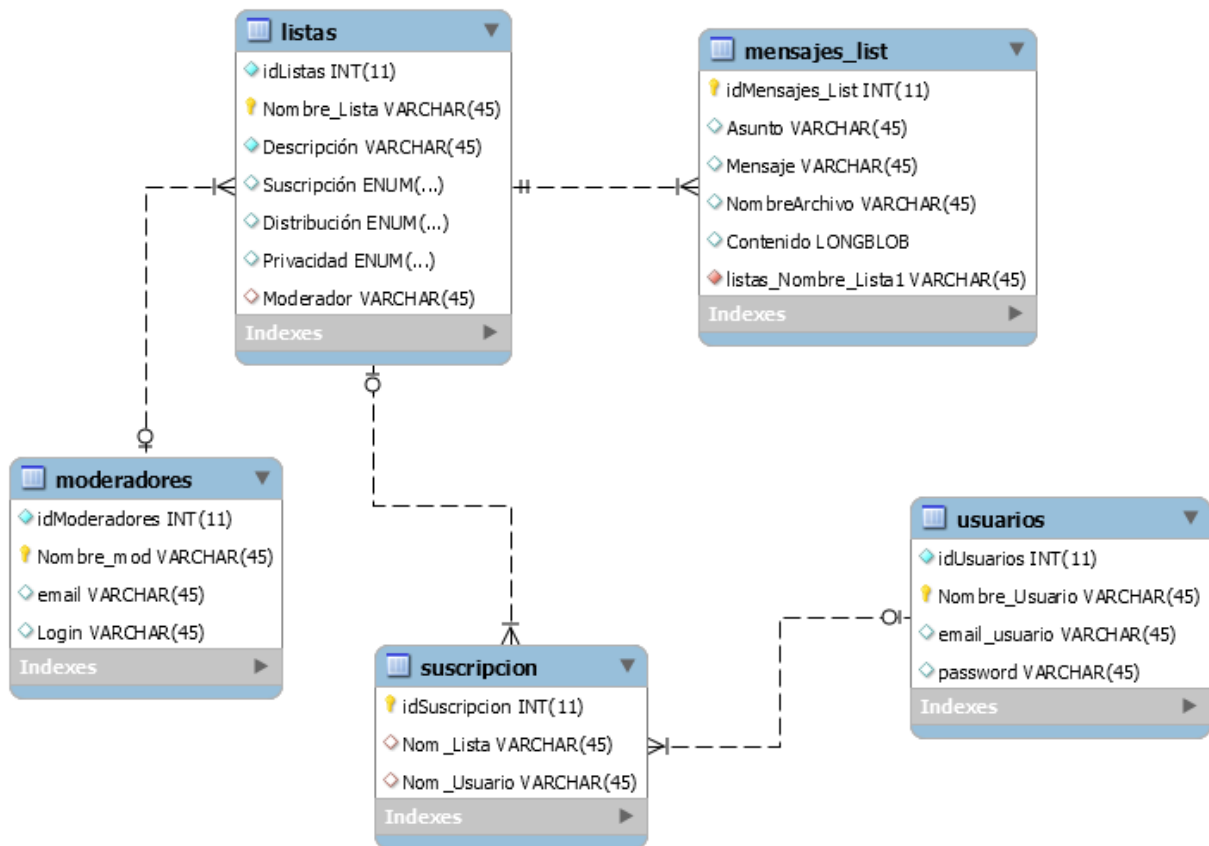 listas
idListas INT(11)
Nombre_Lista VARCHAR(45)
Descripción VARCHAR(45)
Suscripción ENUM(...)
Distribución ENUM(...)
Privacidad ENUM(...)
Moderador VARCHAR(45)
Indexes
mensajes_list
idMensajes_List INT(11)
Asunto VARCHAR(45)
Mensaje VARCHAR(45)
NombreArchivo VARCHAR(45)
Contenido LONGBLOB
listas_Nombre_Lista1 VARCHAR(45)
Indexes
moderadores
idModeradores INT(11)
Nombre_mod VARCHAR(45)
email VARCHAR(45)
Login VARCHAR(45)
Indexes
suscripcion
idSuscripcion INT(11)
Nom_Lista VARCHAR(45)
Nom_Usuario VARCHAR(45)
Indexes
usuarios
idUsuarios INT(11)
Nombre_Usuario VARCHAR(45)
email_usuario VARCHAR(45)
password VARCHAR(45)
Indexes